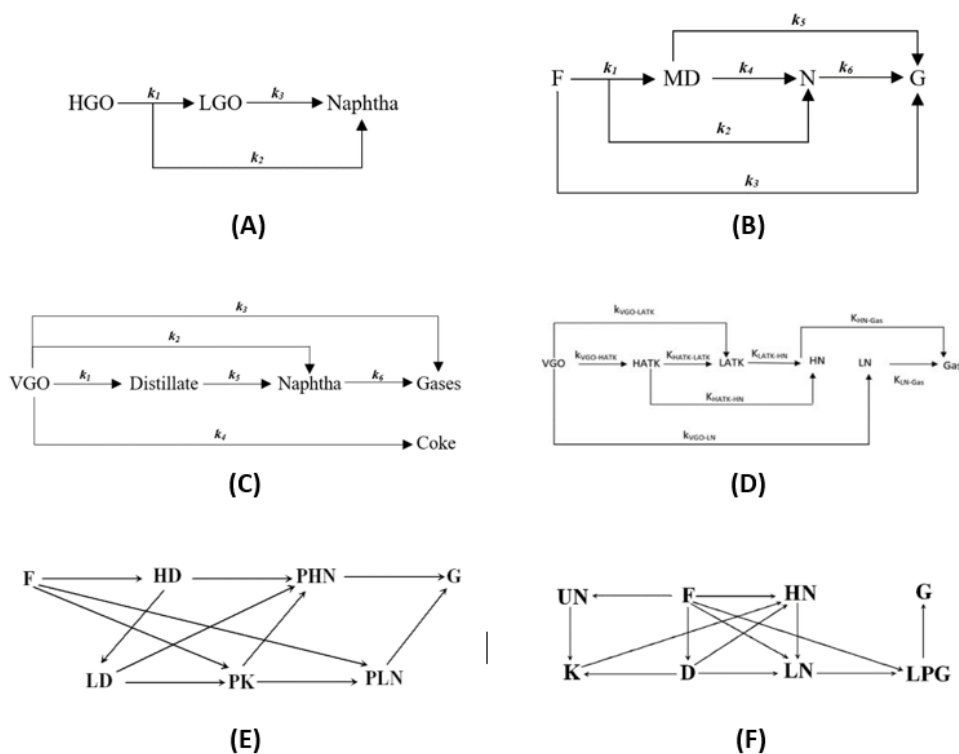 k₁ k₃
HGO LGO Naphtha
k₂
(A)
k₅
k₁ k₄ k₆
F MD N G
k₂
k₃
(B)
k₃
k₂
VGO k₁ Distillate k₅ Naphtha k₆ Gases
k₄
Coke
(C)
kVGO-LATK
KHN-Gas
kVGO-HATK KHATK-LATK KLATK-HN
VGO HATK LATK HN LN Gas
KLN-Gas
KHATK-HN
kVGO-LN
(D)
F HD PHN G
LD PK PLN
(E)
UN F HN G
K D LN LPG
(F)